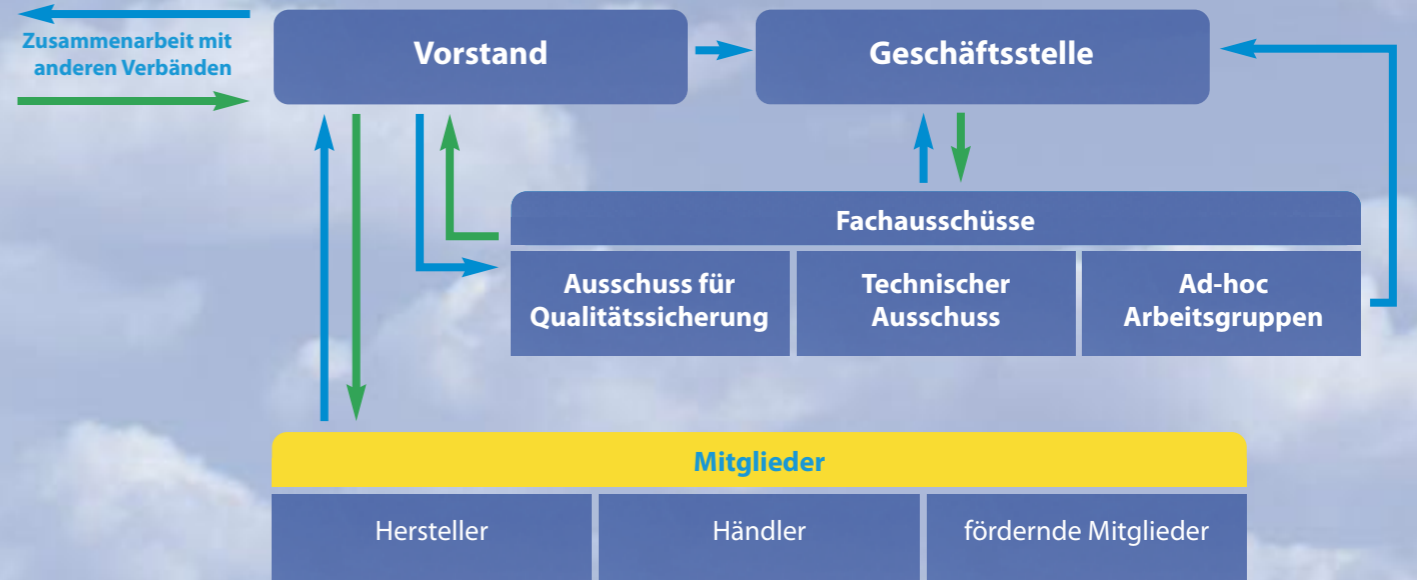 Zusammenarbeit mit
anderen Verbänden
Vorstand
Geschäftsstelle
Fachausschüsse
Ausschuss für
Qualitätssicherung
Technischer
Ausschuss
Ad-hoc
Arbeitsgruppen
Mitglieder
Hersteller
Händler
fördernde Mitglieder